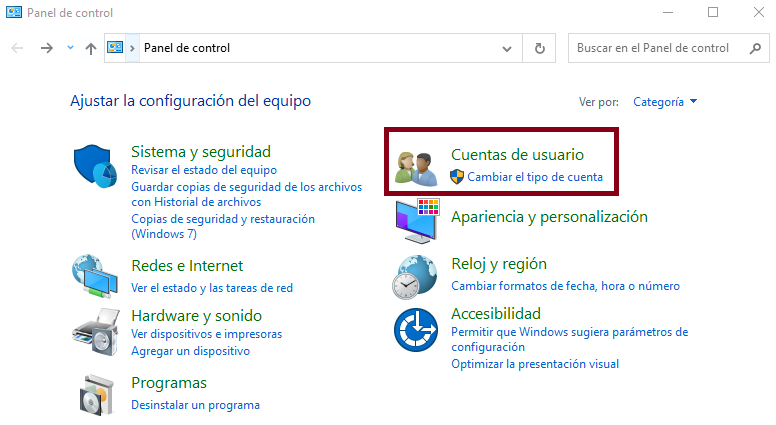 Panel de control
Panel de control
Buscar en el Panel de control
Ajustar la configuración del equipo
Ver por:
Categoría
Sistema y seguridad
Revisar el estado del equipo
Guardar copias de seguridad de los archivos
con Historial de archivos
Copias de seguridad y restauración
(Windows 7)
Redes e Internet
Ver el estado y las tareas de red
Hardware y sonido
Ver dispositivos e impresoras
Agregar un dispositivo
Programas
Desinstalar un programa
Cuentas de usuario
Cambiar el tipo de cuenta
Apariencia y personalización
Reloj y región
Cambiar formatos de fecha, hora o número
Accesibilidad
Permitir que Windows sugiera parámetros de
configuración
Optimizar la presentación visual